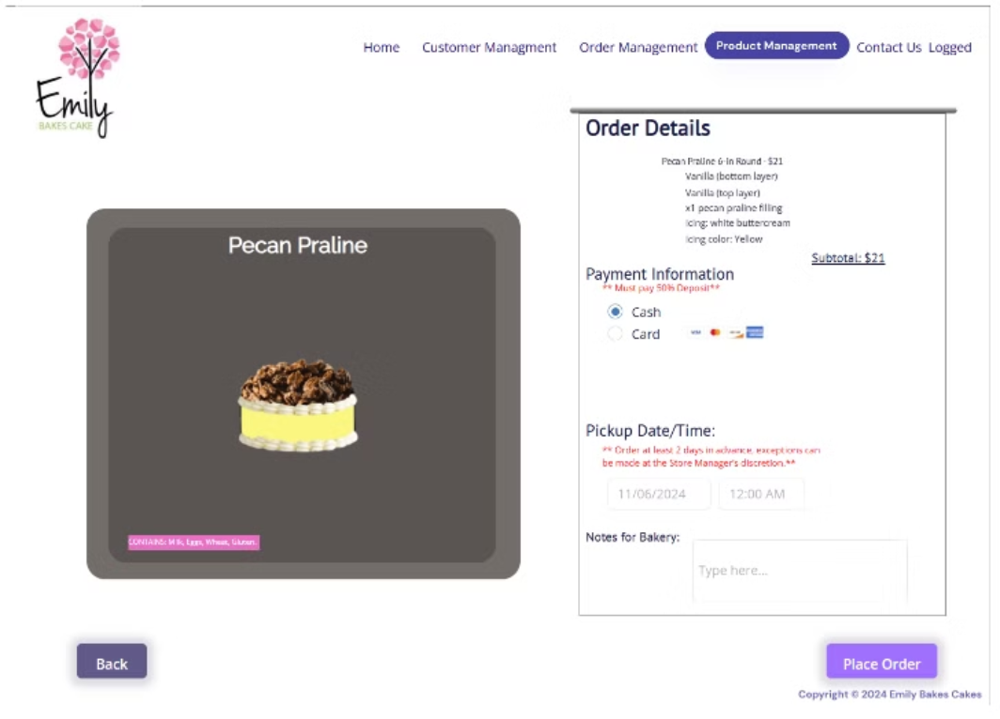 Emily
BAKES CAKE
Home Customer Managment Order Management Product Management Contact Us Logged
Order Details
Pecan Praline 6-In Round - $21
Vanilla (bottom layer)
Vanilla (top layer)
x1 pecan praline filling
Icing: white buttercream
Icing color: Yellow
Subtotal: $21
Payment Information
** Must pay 50% Deposit**
Cash
Card
Pickup Date/Time:
** Order at least 2 days in advance, exceptions can
be made at the Store Manager's discretion.**
11/06/2024 12:00 AM
Notes for Bakery:
Type here...
Pecan Praline
CONTAINS: Milk, Eggs, Wheat, Gluten.
Back
Place Order
Copyright © 2024 Emily Bakes Cakes